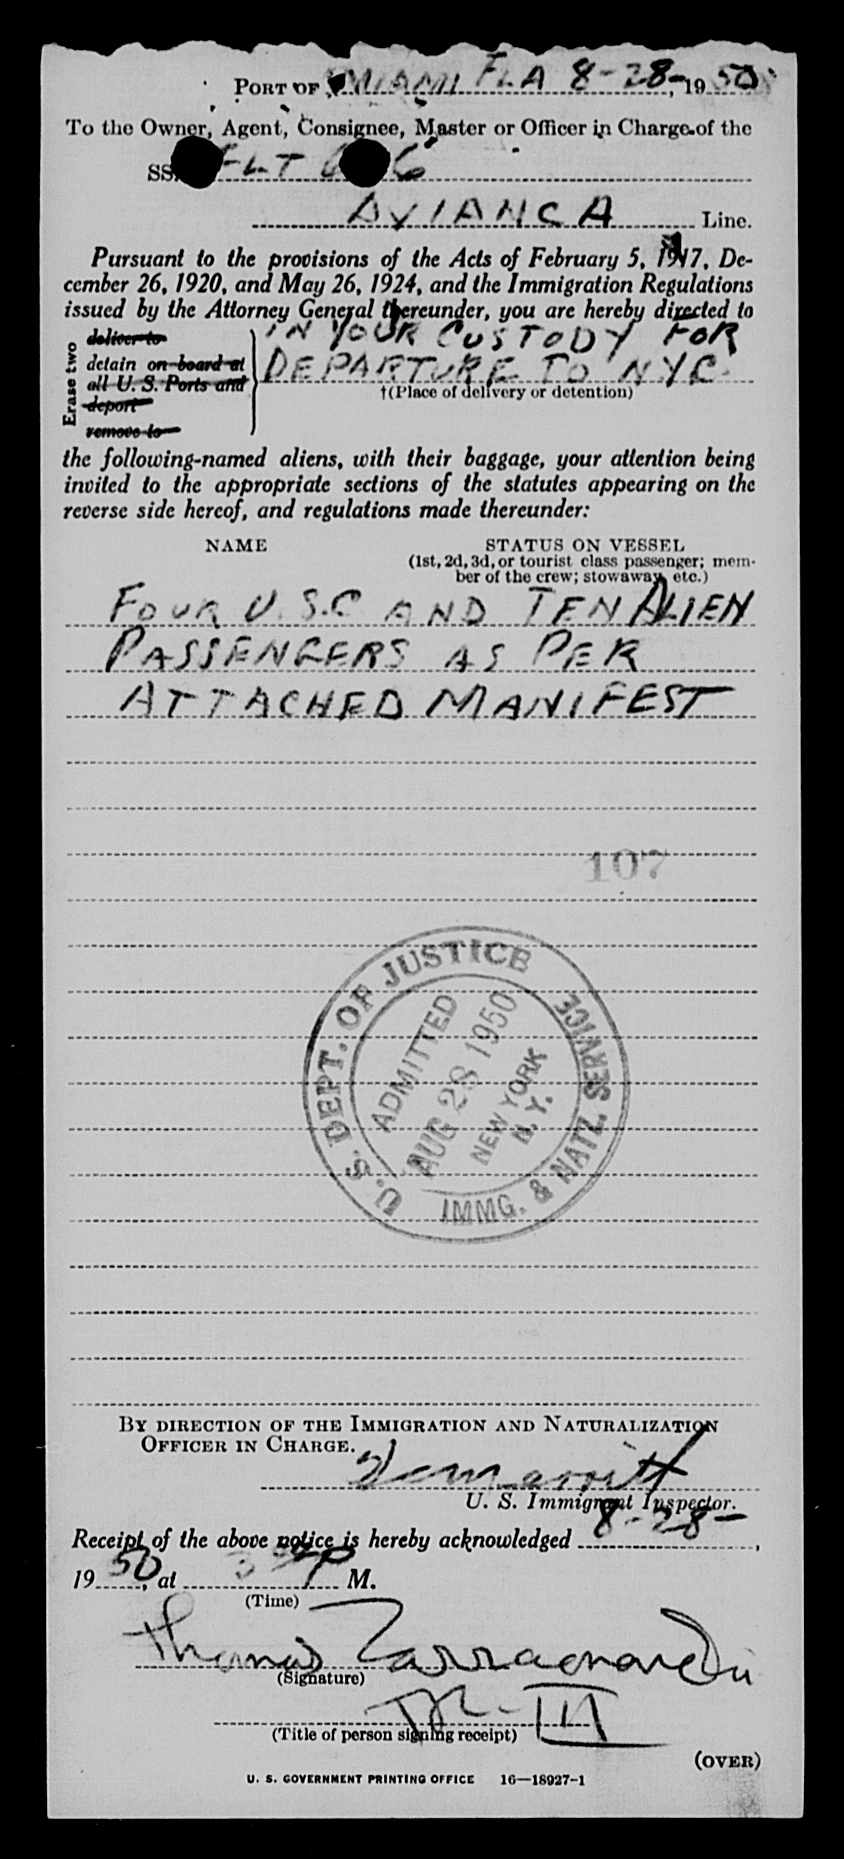 PORT OF MIAMI FLA 8-28-, 1950
To the Owner, Agent, Consignee, Master or Officer in Charge of the
SS. FLT 6
AVIANCA Line.
Pursuant to the provisions of the Acts of February 5, 1917, De-
cember 26, 1920, and May 26, 1924, and the Immigration Regulations
issued by the Attorney General thereunder, you are hereby directed to
Erase two
deliver to
detain on board at
all U. S. Ports and
deport
remove to
IN YOUR CUSTODY FOR
DEPARTURE TO NYC
†(Place of delivery or detention)
the following-named aliens, with their baggage, your attention being
invited to the appropriate sections of the statutes appearing on the
reverse side hereof, and regulations made thereunder:
NAME
STATUS ON VESSEL
(1st, 2d, 3d, or tourist class passenger; mem-
ber of the crew; stowaway, etc.)
FOUR U.S.C AND TEN ALIEN
PASSENGERS AS PER
ATTACHED MANIFEST
107
U. S. DEPT. OF JUSTICE
ADMITTED
AUG 28 1950
NEW YORK
N. Y.
IMMG. & NATZ. SERVICE
BY DIRECTION OF THE IMMIGRATION AND NATURALIZATION
OFFICER IN CHARGE.
U. S. Immigrant Inspector.
Receipt of the above notice is hereby acknowledged 8-28-,
1950, at M.
(Time)
Thomas
(Signature)
(Title of person signing receipt)
(OVER)
U. S. GOVERNMENT PRINTING OFFICE 16—18927-1